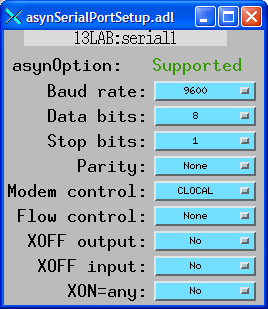 asynSerialPortSetup.adl
13LAB:serial1
asynOption: Supported
Baud rate: 9600
Data bits: 8
Stop bits: 1
Parity: None
Modem control: CLOCAL
Flow control: None
XOFF output: No
XOFF input: No
XON=any: No